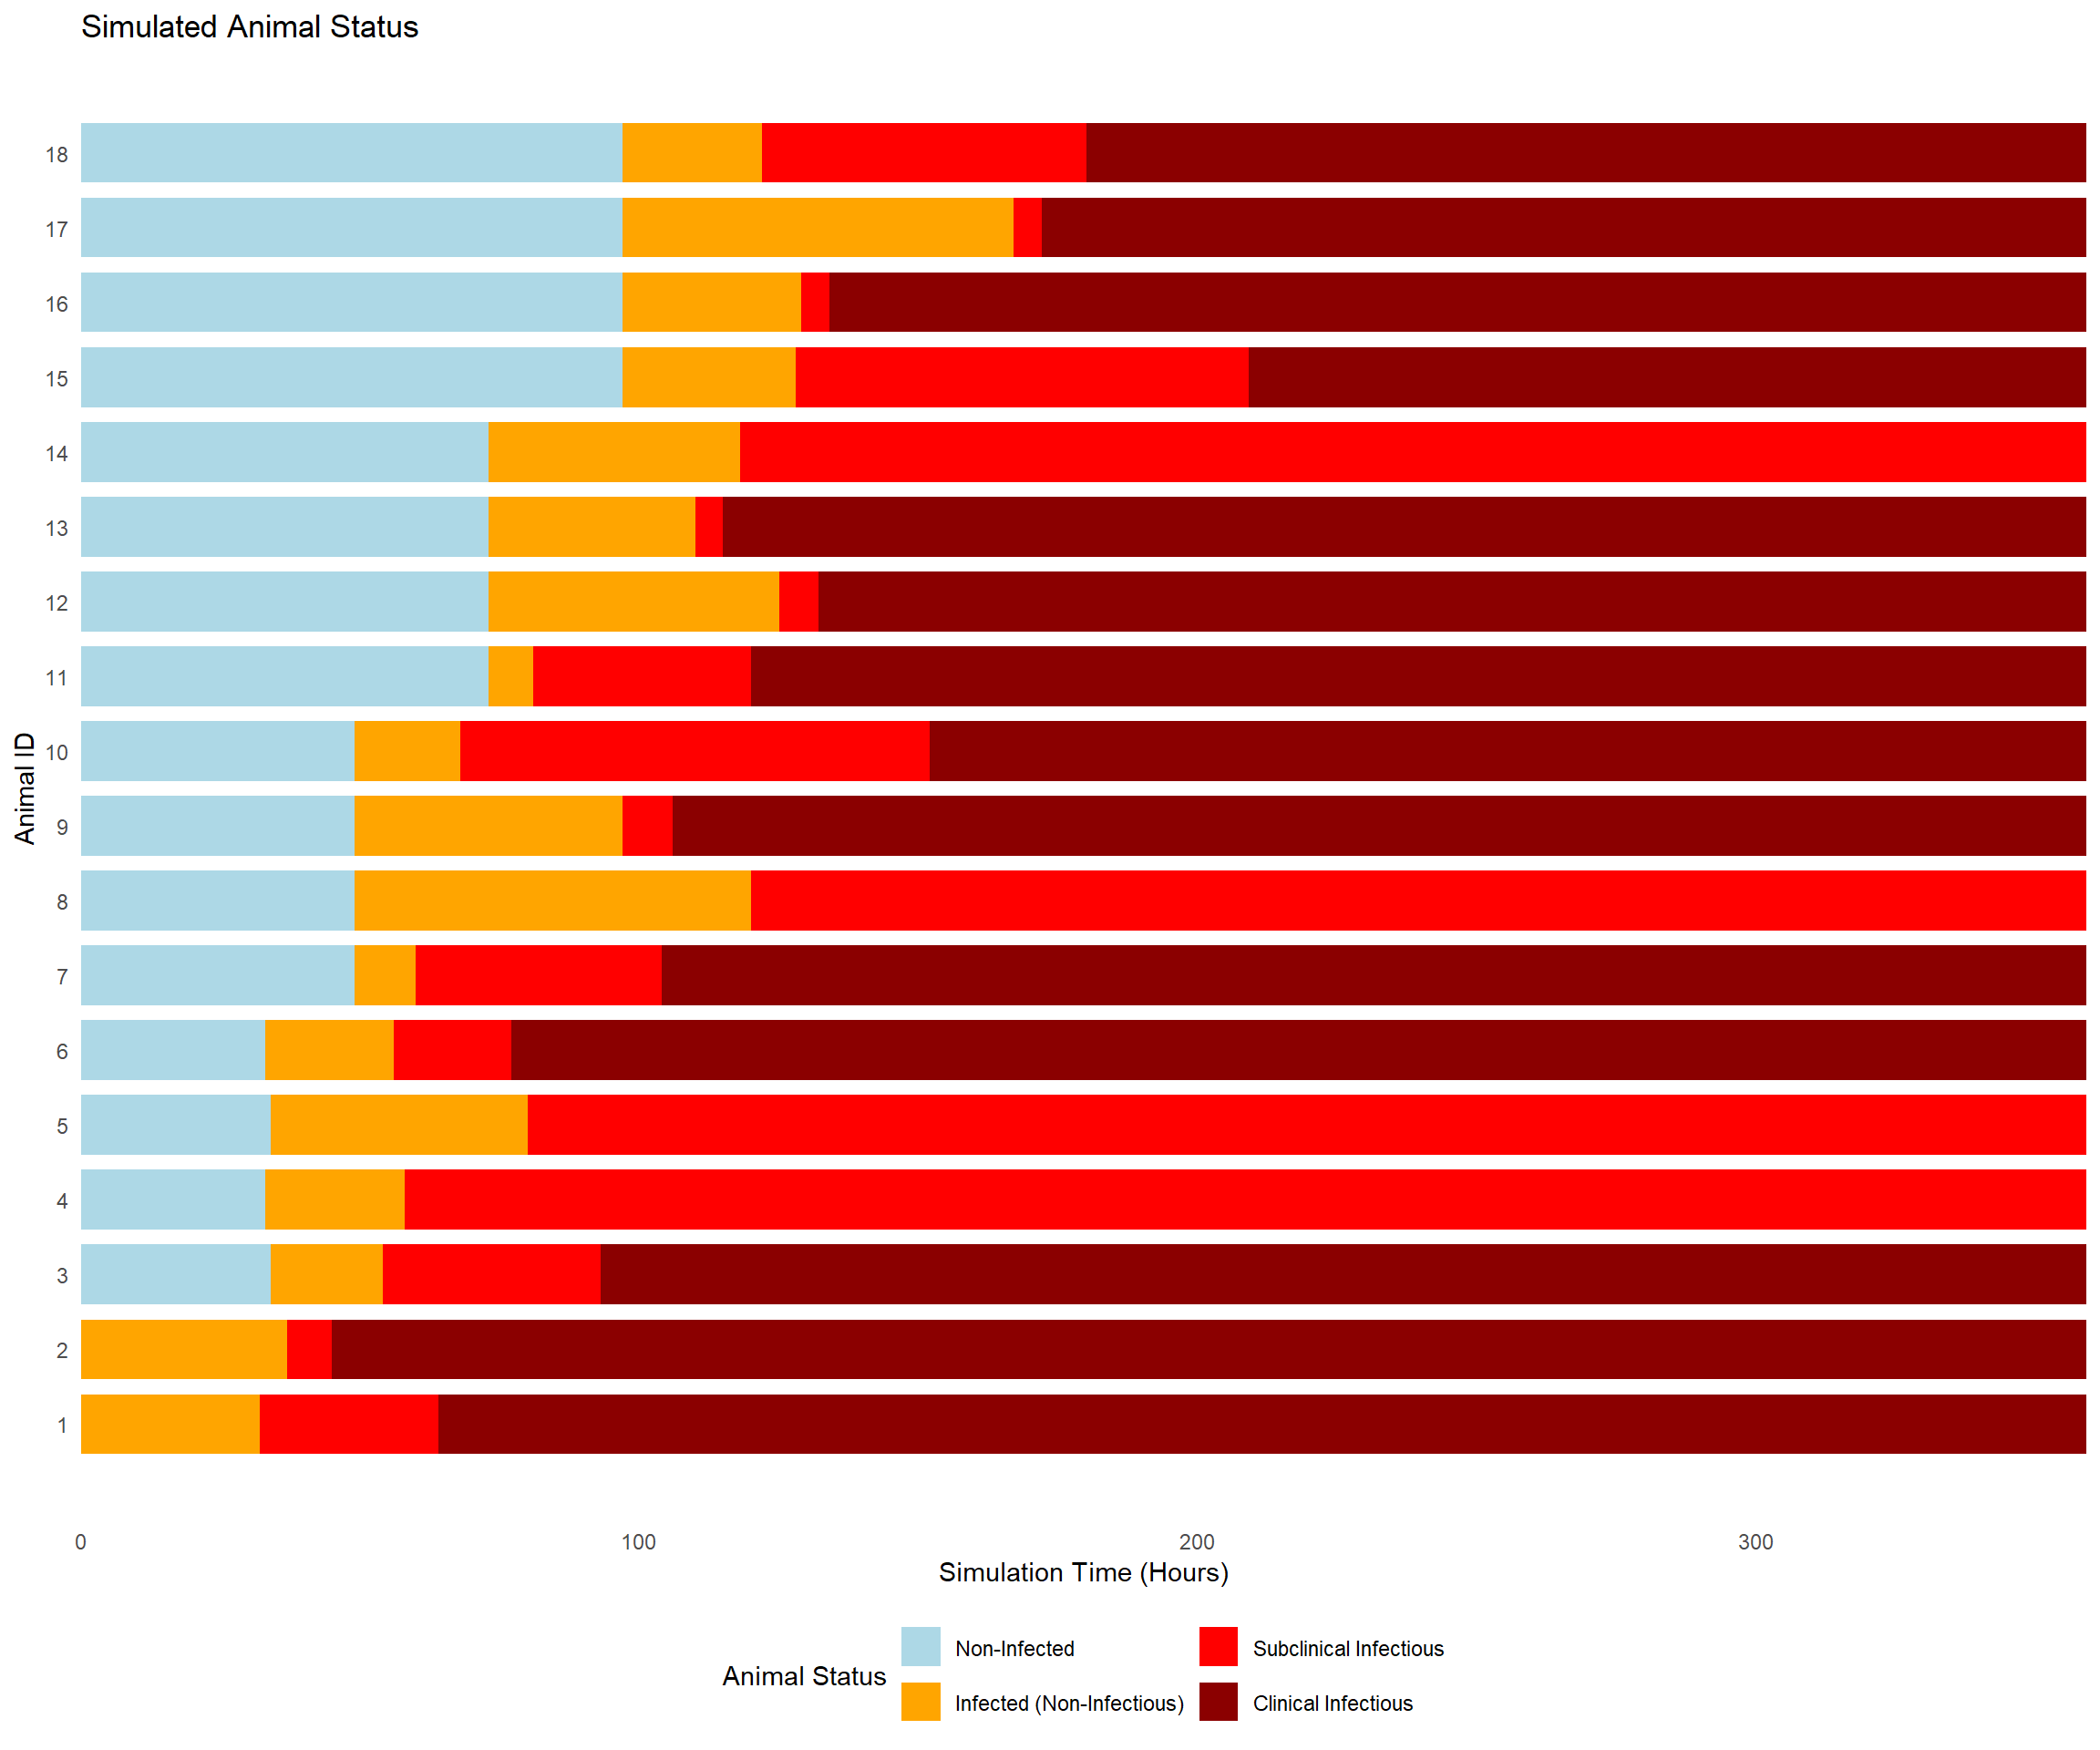 Simulated Animal Status
18
17
16
15
14
13
12
11
10
9
8
7
6
5
4
3
2
1
Animal ID
0 100 200 300
Simulation Time (Hours)
Animal Status
Non-Infected
Infected (Non-Infectious)
Subclinical Infectious
Clinical Infectious